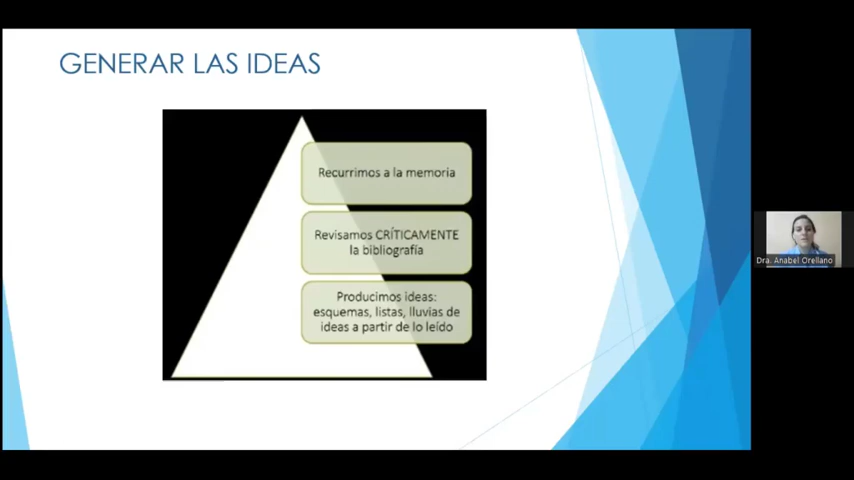 GENERAR LAS IDEAS
Recurrimos a la memoria
Revisamos CRÍTICAMENTE
la bibliografía
Producimos ideas:
esquemas, listas, lluvias de
ideas a partir de lo leído
Dra. Anabel Orellano